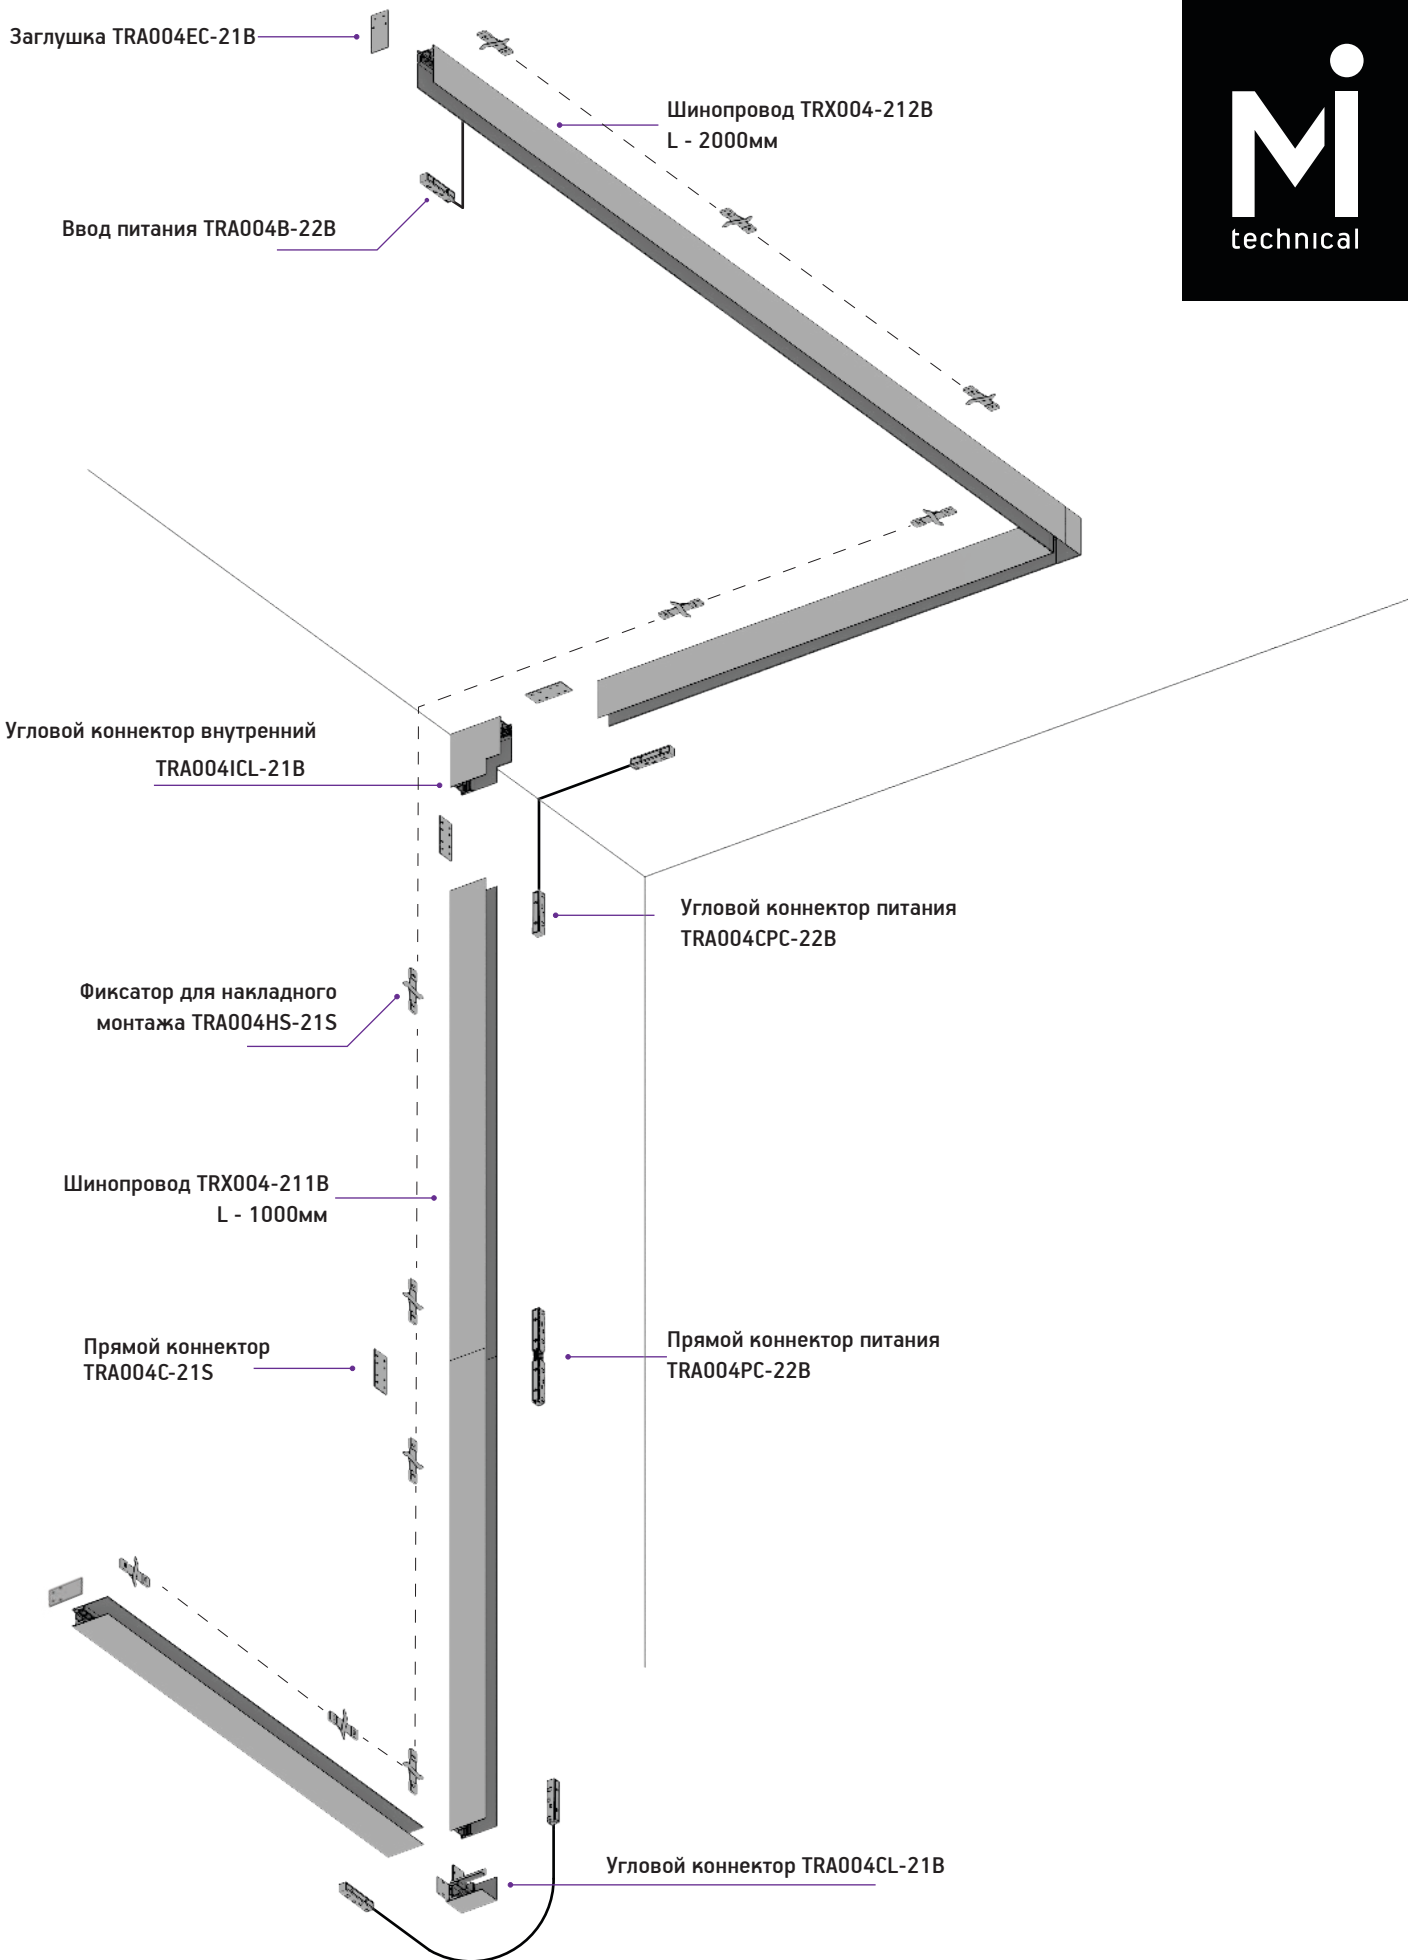 Заглушка TRA004EC-21B
Шинопровод TRX004-212B
L - 2000мм
Mi
technical
Ввод питания TRA004B-22B
Угловой коннектор внутренний
TRA004ICL-21B
Угловой коннектор питания
TRA004CPC-22B
Фиксатор для накладного
монтажа TRA004HS-21S
Шинопровод TRX004-211B
L - 1000мм
Прямой коннектор
TRA004C-21S
Прямой коннектор питания
TRA004PC-22B
Угловой коннектор TRA004CL-21B